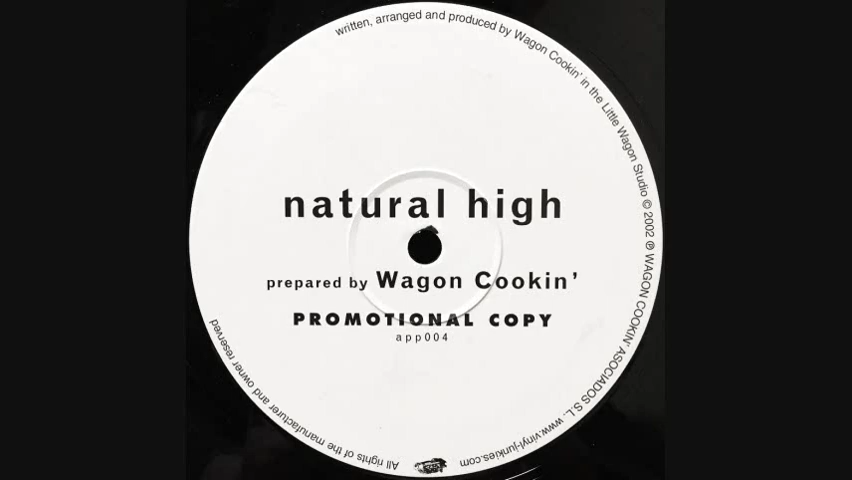 written, arranged and produced by Wagon Cookin' in the Little Wagon Studio © 2002 ℗ WAGON COOKIN' ASOCIADOS S.L. www.vinyl-junkies.com
natural high
prepared by Wagon Cookin'
PROMOTIONAL COPY
app004
All rights of the manufacturer and owner reserved